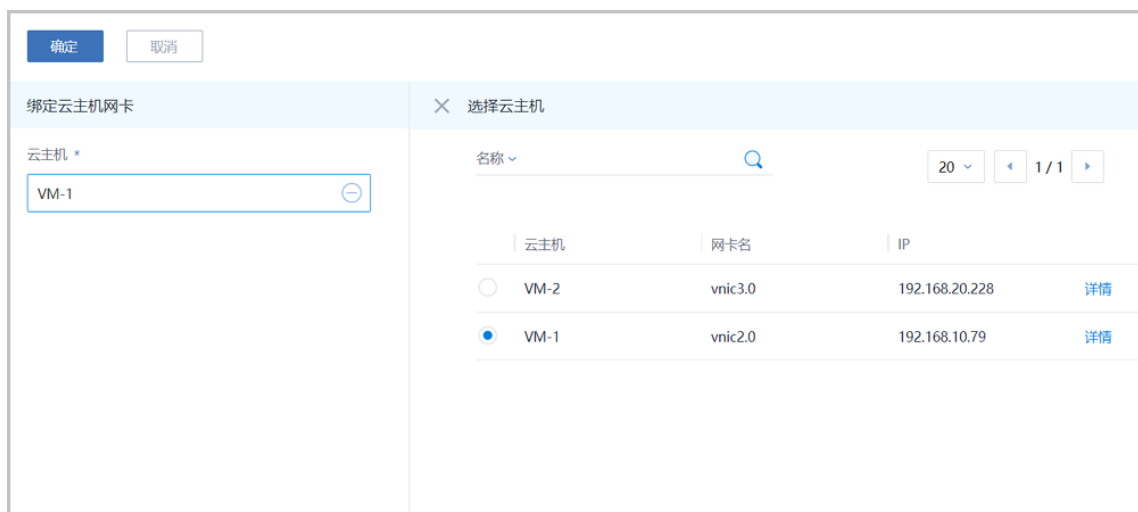 确定 取消
绑定云主机网卡
云主机 *
VM-1
选择云主机
名称
20 1 / 1
云主机 网卡名 IP
VM-2 vnic3.0 192.168.20.228 详情
VM-1 vnic2.0 192.168.10.79 详情